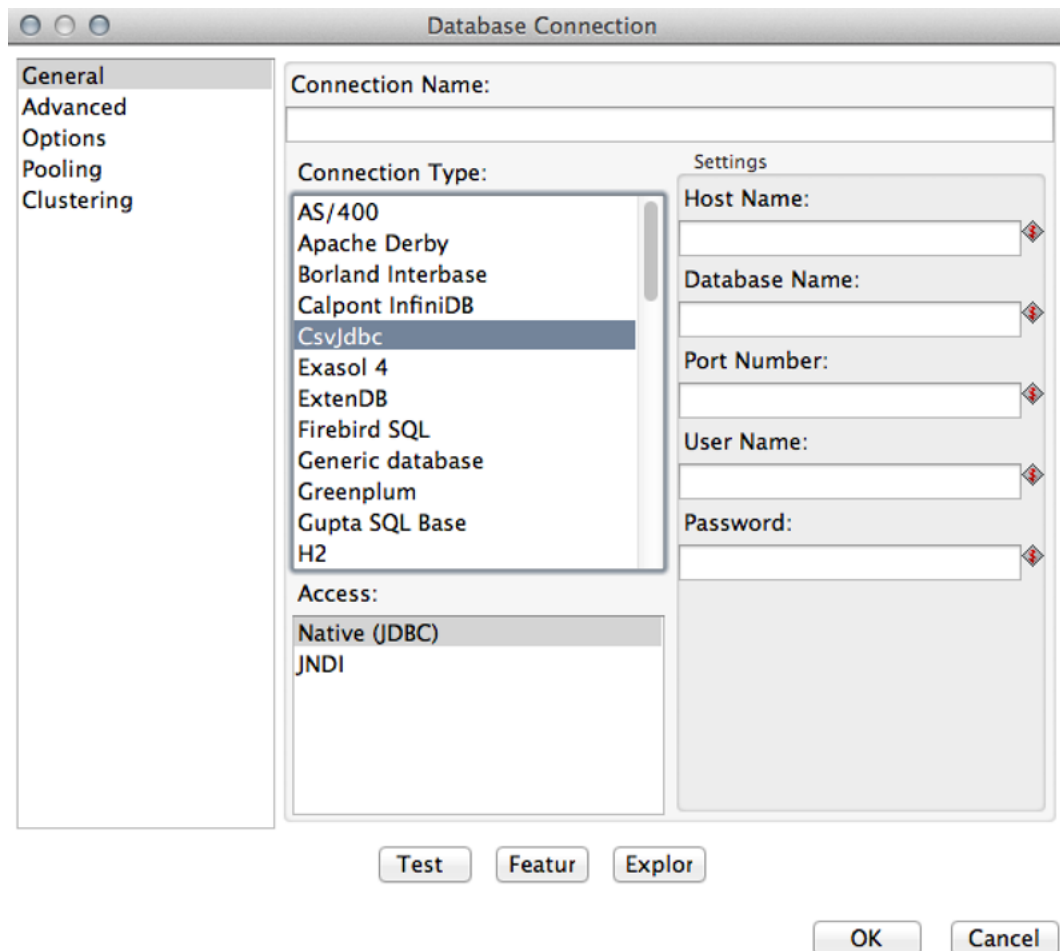 Database Connection
General
Advanced
Options
Pooling
Clustering
Connection Name:
Connection Type:
AS/400
Apache Derby
Borland Interbase
Calpont InfiniDB
CsvJdbc
Exasol 4
ExtenDB
Firebird SQL
Generic database
Greenplum
Gupta SQL Base
H2
Access:
Native (JDBC)
JNDI
Settings
Host Name:
Database Name:
Port Number:
User Name:
Password:
Test Featur Explor
OK Cancel